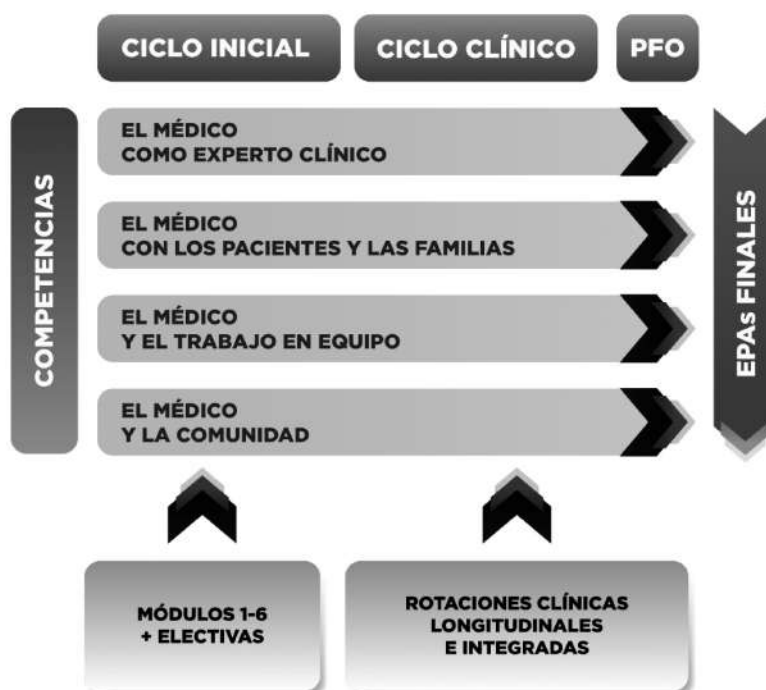 CICLO INICIAL
CICLO CLÍNICO
PFO
COMPETENCIAS
EL MÉDICO
COMO EXPERTO CLÍNICO
EL MÉDICO
CON LOS PACIENTES Y LAS FAMILIAS
EL MÉDICO
Y EL TRABAJO EN EQUIPO
EL MÉDICO
Y LA COMUNIDAD
EPAs FINALES
MÓDULOS 1-6
+ ELECTIVAS
ROTACIONES CLÍNICAS
LONGITUDINALES
E INTEGRADAS